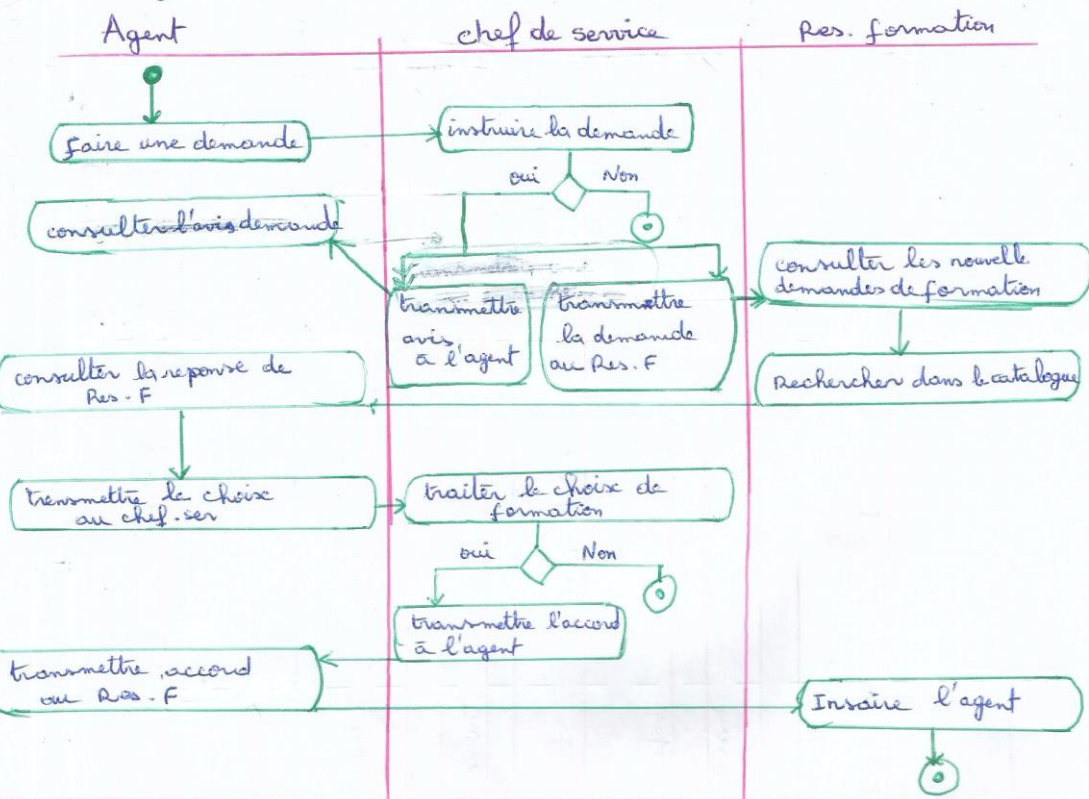 Agent
chef de service
Res. formation
faire une demande
instruire la demande
oui
Non
consulter l'avis demande
transmettre
avis
à l'agent
transmettre
la demande
au Res. F
consulter les nouvelle
demandes de formation
Rechercher dans le catalogue
consulter la reponse de
Res. F
transmettre le choix
au chef.ser
traiter le choix de
formation
oui
Non
transmettre l'accord
à l'agent
transmettre accord
au Res. F
Inscrire l'agent